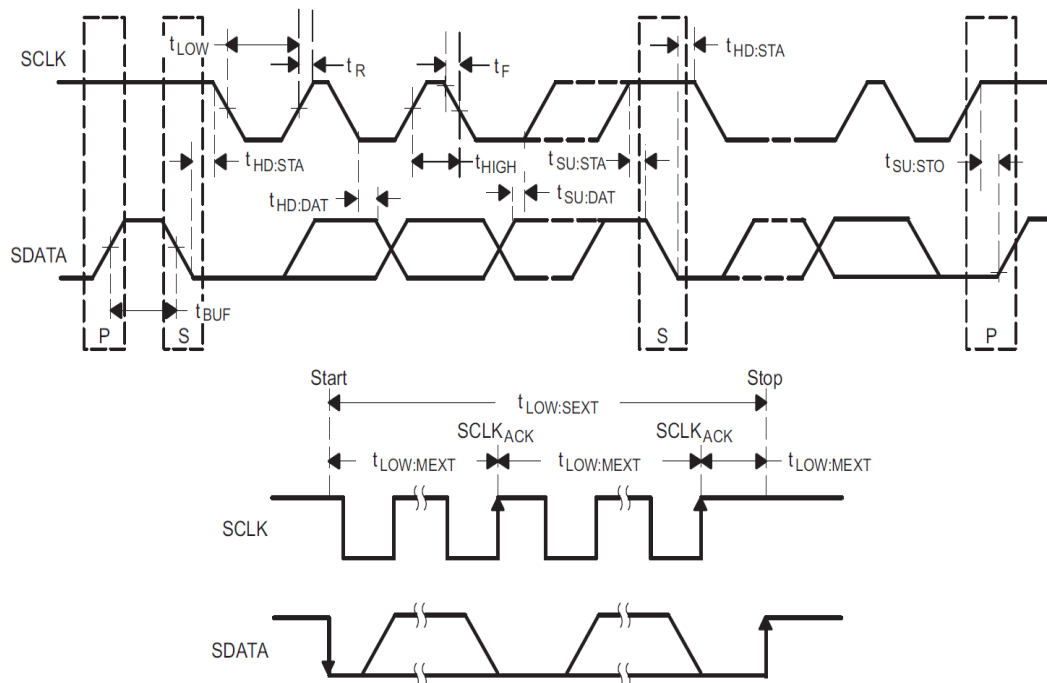 SCLK
tLOW
tR
tF
tHD:STA
tHD:STA
tHD:DAT
tHIGH
tSU:STA
tSU:DAT
tSU:STO
SDATA
tBUF
P
S
S
P
Start
Stop
tLOW:SEXT
SCLKACK
SCLKACK
tLOW:MEXT
tLOW:MEXT
tLOW:MEXT
SCLK
SDATA